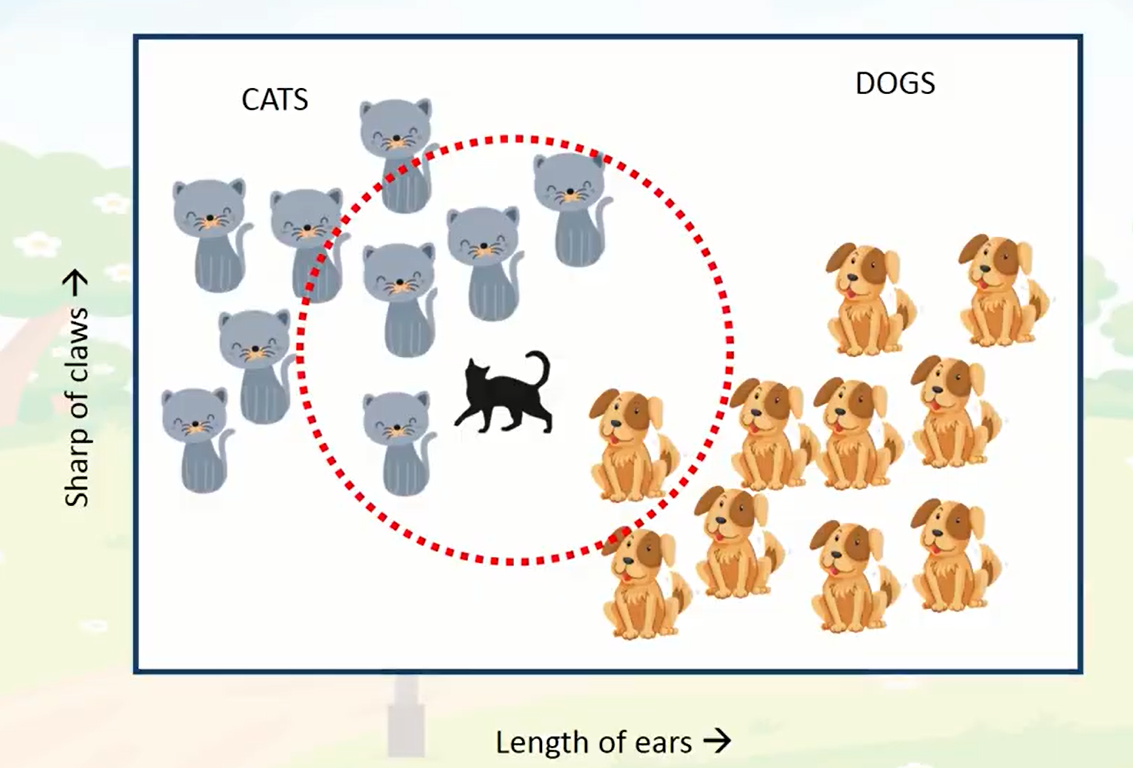 CATS
DOGS
Sharp of claws →
Length of ears →